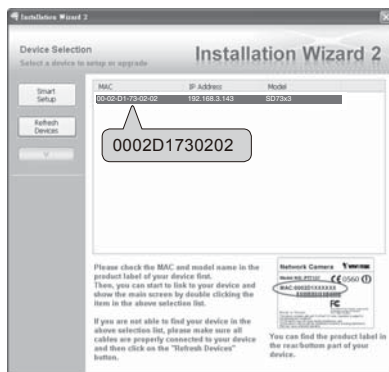 Installation Wizard 2
Device Selection
Select a device to setup or upgrade
Installation Wizard 2
Smart
Setup
Refresh
Devices
MAC IP Address Model
00-02-D1-73-02-02 192.168.3.143 SD73x3
0002D1730202
Please check the MAC and model name in the
product label of your device first.
Then, you can start to link to your device and
show the main screen by double clicking the
item in the above selection list.
If you are not able to find your device in the
above selection list, please make sure all
cables are properly connected to your device
and then click on the "Refresh Devices"
button.
Network Camera
0560
MAC:0002D1XXXXXX
FC
You can find the product label in
the rear/bottom part of your
device.